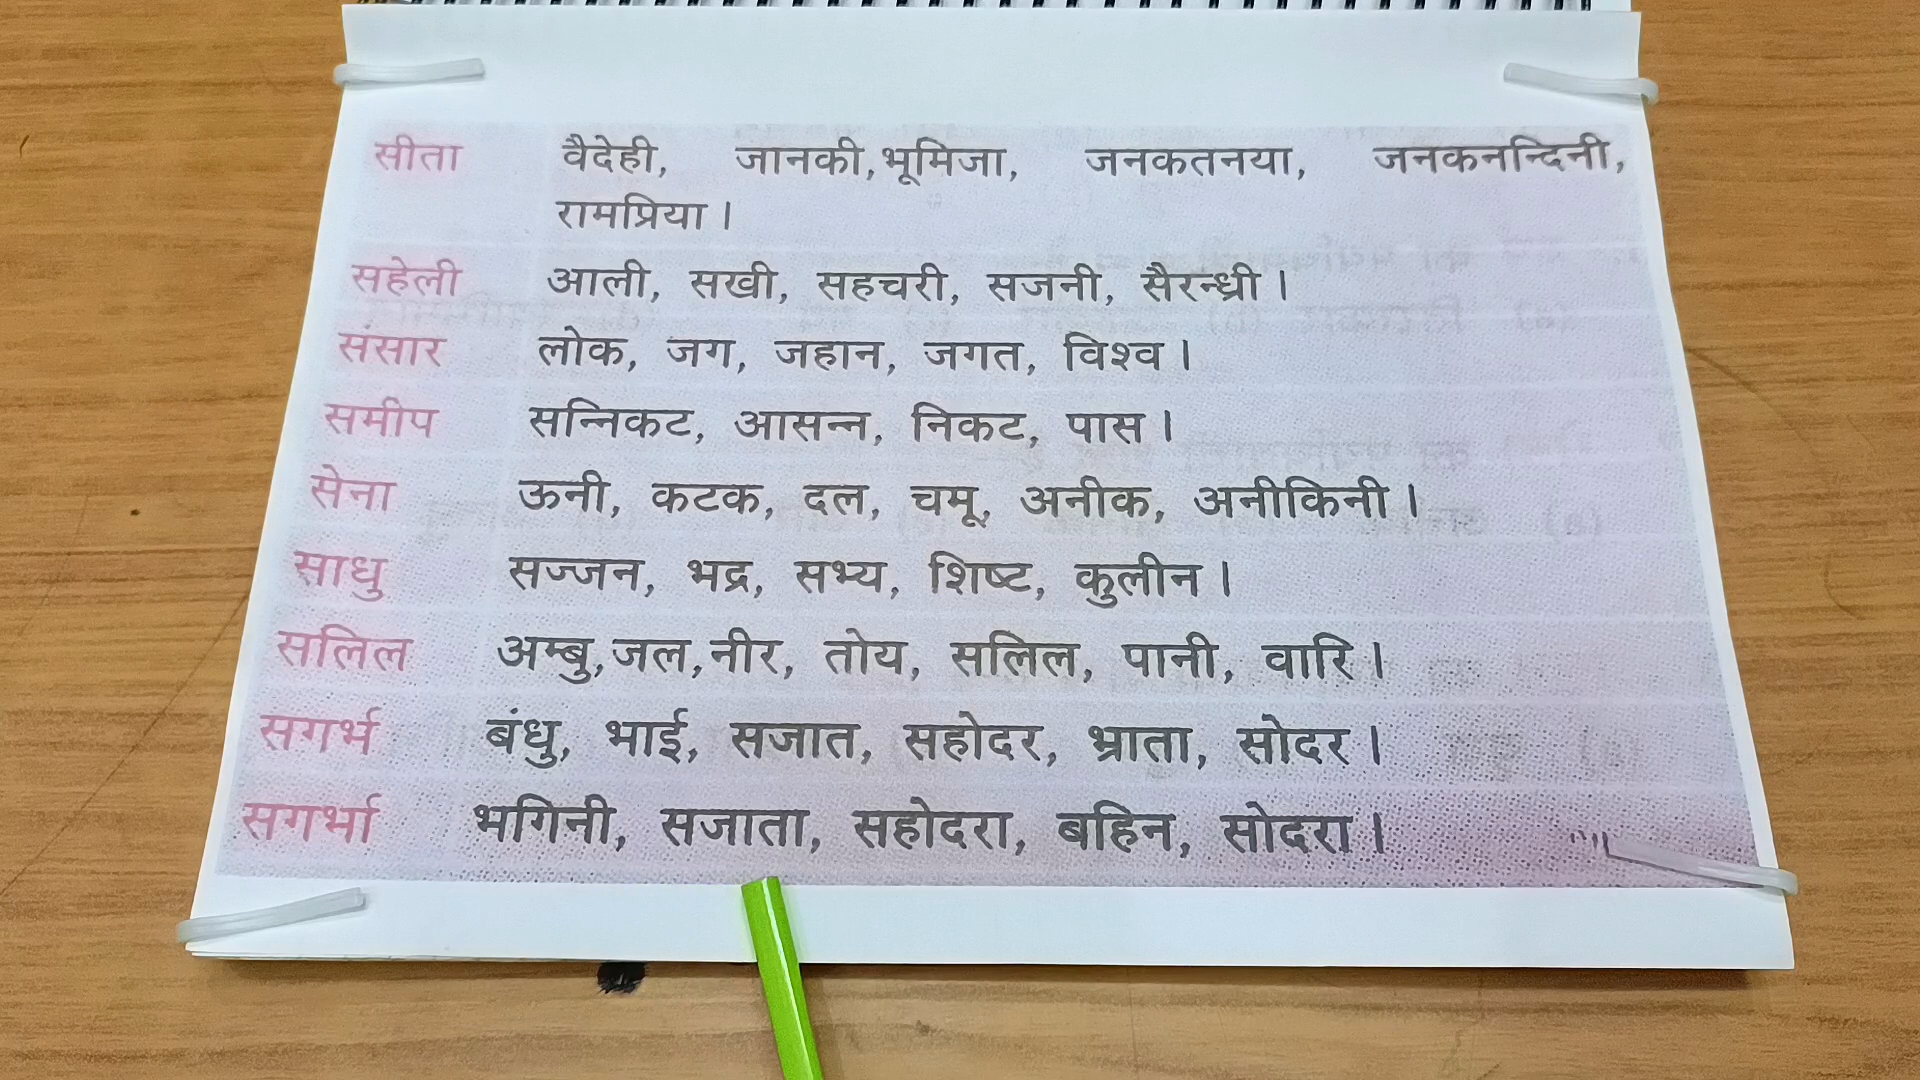 सीता वैदेही, जानकी, भूमिजा, जनकतनया, जनकनन्दिनी,
रामप्रिया ।
सहेली आली, सखी, सहचरी, सजनी, सैरन्ध्री ।
संसार लोक, जग, जहान, जगत, विश्व ।
समीप सन्निकट, आसन्न, निकट, पास ।
सेना ऊनी, कटक, दल, चमू, अनीक, अनीकिनी ।
साधु सज्जन, भद्र, सभ्य, शिष्ट, कुलीन ।
सलिल अम्बु, जल, नीर, तोय, सलिल, पानी, वारि ।
सगर्भ बंधु, भाई, सजात, सहोदर, भ्राता, सोदर ।
सगर्भा भगिनी, सजाता, सहोदरा, बहिन, सोदरा ।